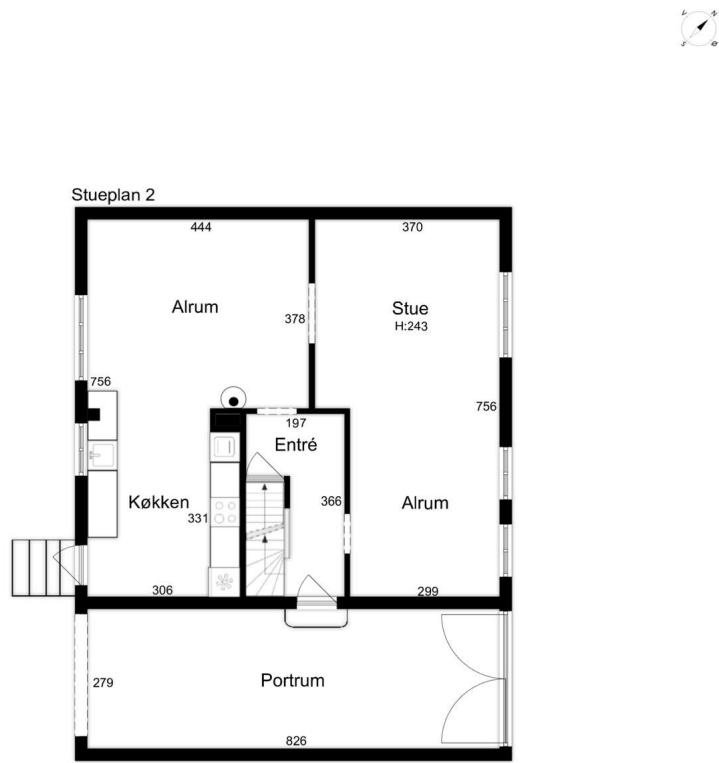 V N
S Ø
Stueplan 2
444 370
Alrum
Stue
378
H:243
756
756
197
Entré
Køkken
366
Alrum
331
306
299
279
Portrum
826